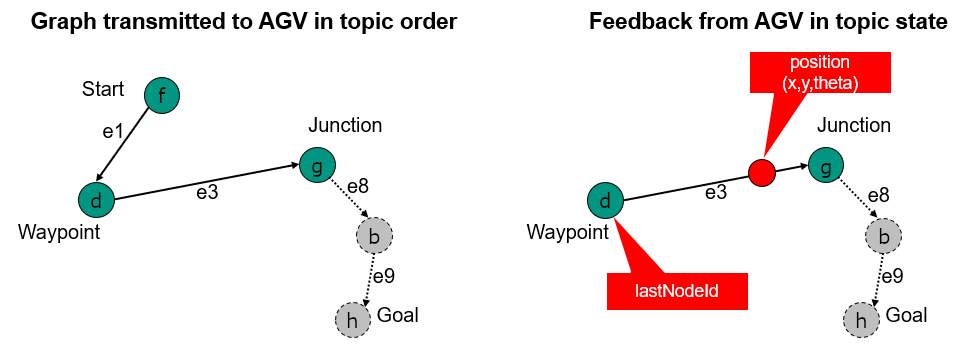 Graph transmitted to AGV in topic order
Start
f
e1
Junction
g
d
e3
e8
Waypoint
b
e9
h
Goal
Feedback from AGV in topic state
position
(x,y,theta)
Junction
g
d
e3
e8
Waypoint
b
e9
lastNodeId
h
Goal